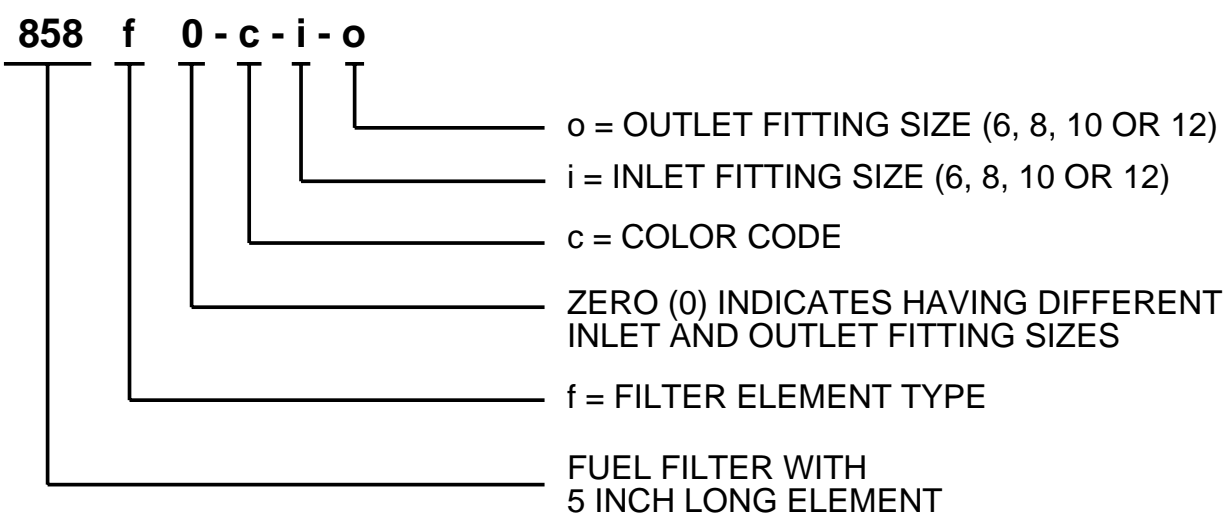 858 f 0 - c - i - o
o = OUTLET FITTING SIZE (6, 8, 10 OR 12)
i = INLET FITTING SIZE (6, 8, 10 OR 12)
c = COLOR CODE
ZERO (0) INDICATES HAVING DIFFERENT
INLET AND OUTLET FITTING SIZES
f = FILTER ELEMENT TYPE
FUEL FILTER WITH
5 INCH LONG ELEMENT